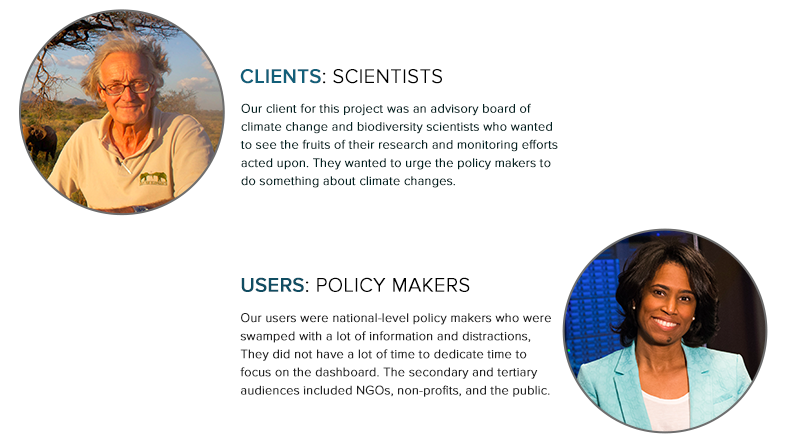 CLIENTS: SCIENTISTS
Our client for this project was an advisory board of
climate change and biodiversity scientists who wanted
to see the fruits of their research and monitoring efforts
acted upon. They wanted to urge the policy makers to
do something about climate changes.
USERS: POLICY MAKERS
Our users were national-level policy makers who were
swamped with a lot of information and distractions,
They did not have a lot of time to dedicate time to
focus on the dashboard. The secondary and tertiary
audiences included NGOs, non-profits, and the public.